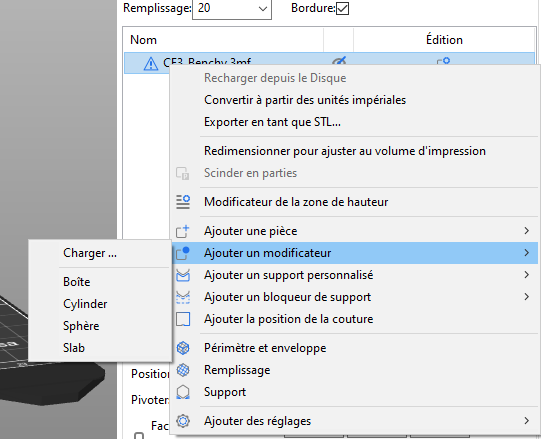 Remplissage: 20 Bordure:
Nom Édition
CE3_Benchy.3mf
Recharger depuis le Disque
Convertir à partir des unités impériales
Exporter en tant que STL...
Redimensionner pour ajuster au volume d'impression
Scinder en parties
Modificateur de la zone de hauteur
Ajouter une pièce
Ajouter un modificateur
Ajouter un support personnalisé
Ajouter un bloqueur de support
Ajouter la position de la couture
Périmètre et enveloppe
Remplissage
Support
Ajouter des réglages
Charger ...
Boîte
Cylinder
Sphère
Slab
Position
Pivoter